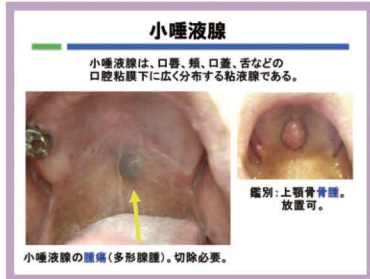 小唾液腺
小唾液腺は、口唇、頬、口蓋、舌などの
口腔粘膜下に広く分布する粘液腺である。
鑑別：上顎骨骨腫。
放置可。
小唾液腺の腫瘍（多形腺腫）。切除必要。